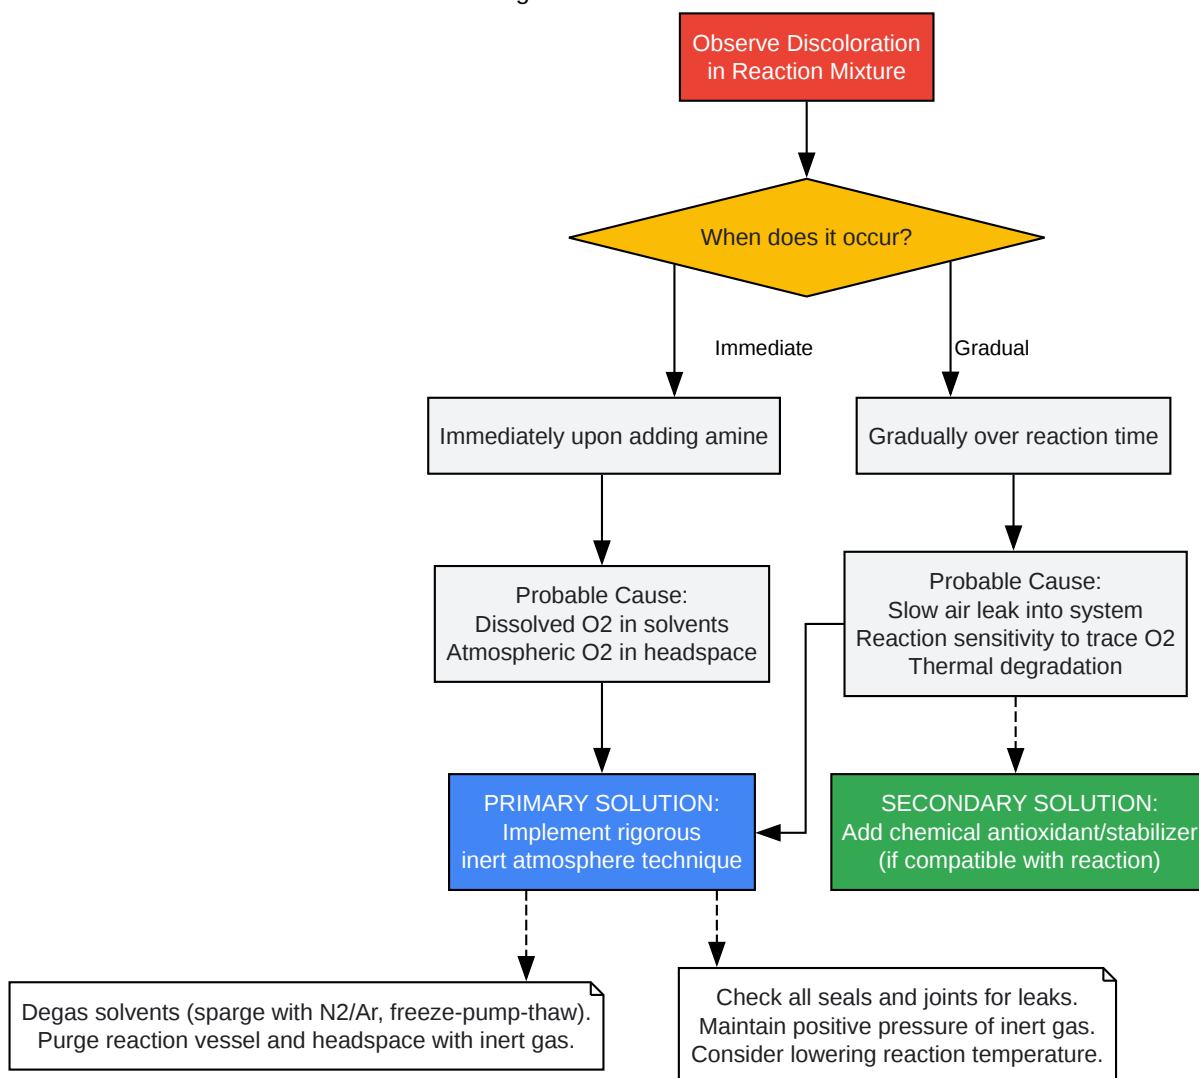 Observe Discoloration
in Reaction Mixture
When does it occur?
Immediate
Gradual
Immediately upon adding amine
Gradually over reaction time
Probable Cause:
Dissolved O2 in solvents
Atmospheric O2 in headspace
Probable Cause:
Slow air leak into system
Reaction sensitivity to trace O2
Thermal degradation
PRIMARY SOLUTION:
Implement rigorous
inert atmosphere technique
SECONDARY SOLUTION:
Add chemical antioxidant/stabilizer
(if compatible with reaction)
Degas solvents (sparge with N2/Ar, freeze-pump-thaw).
Purge reaction vessel and headspace with inert gas.
Check all seals and joints for leaks.
Maintain positive pressure of inert gas.
Consider lowering reaction temperature.